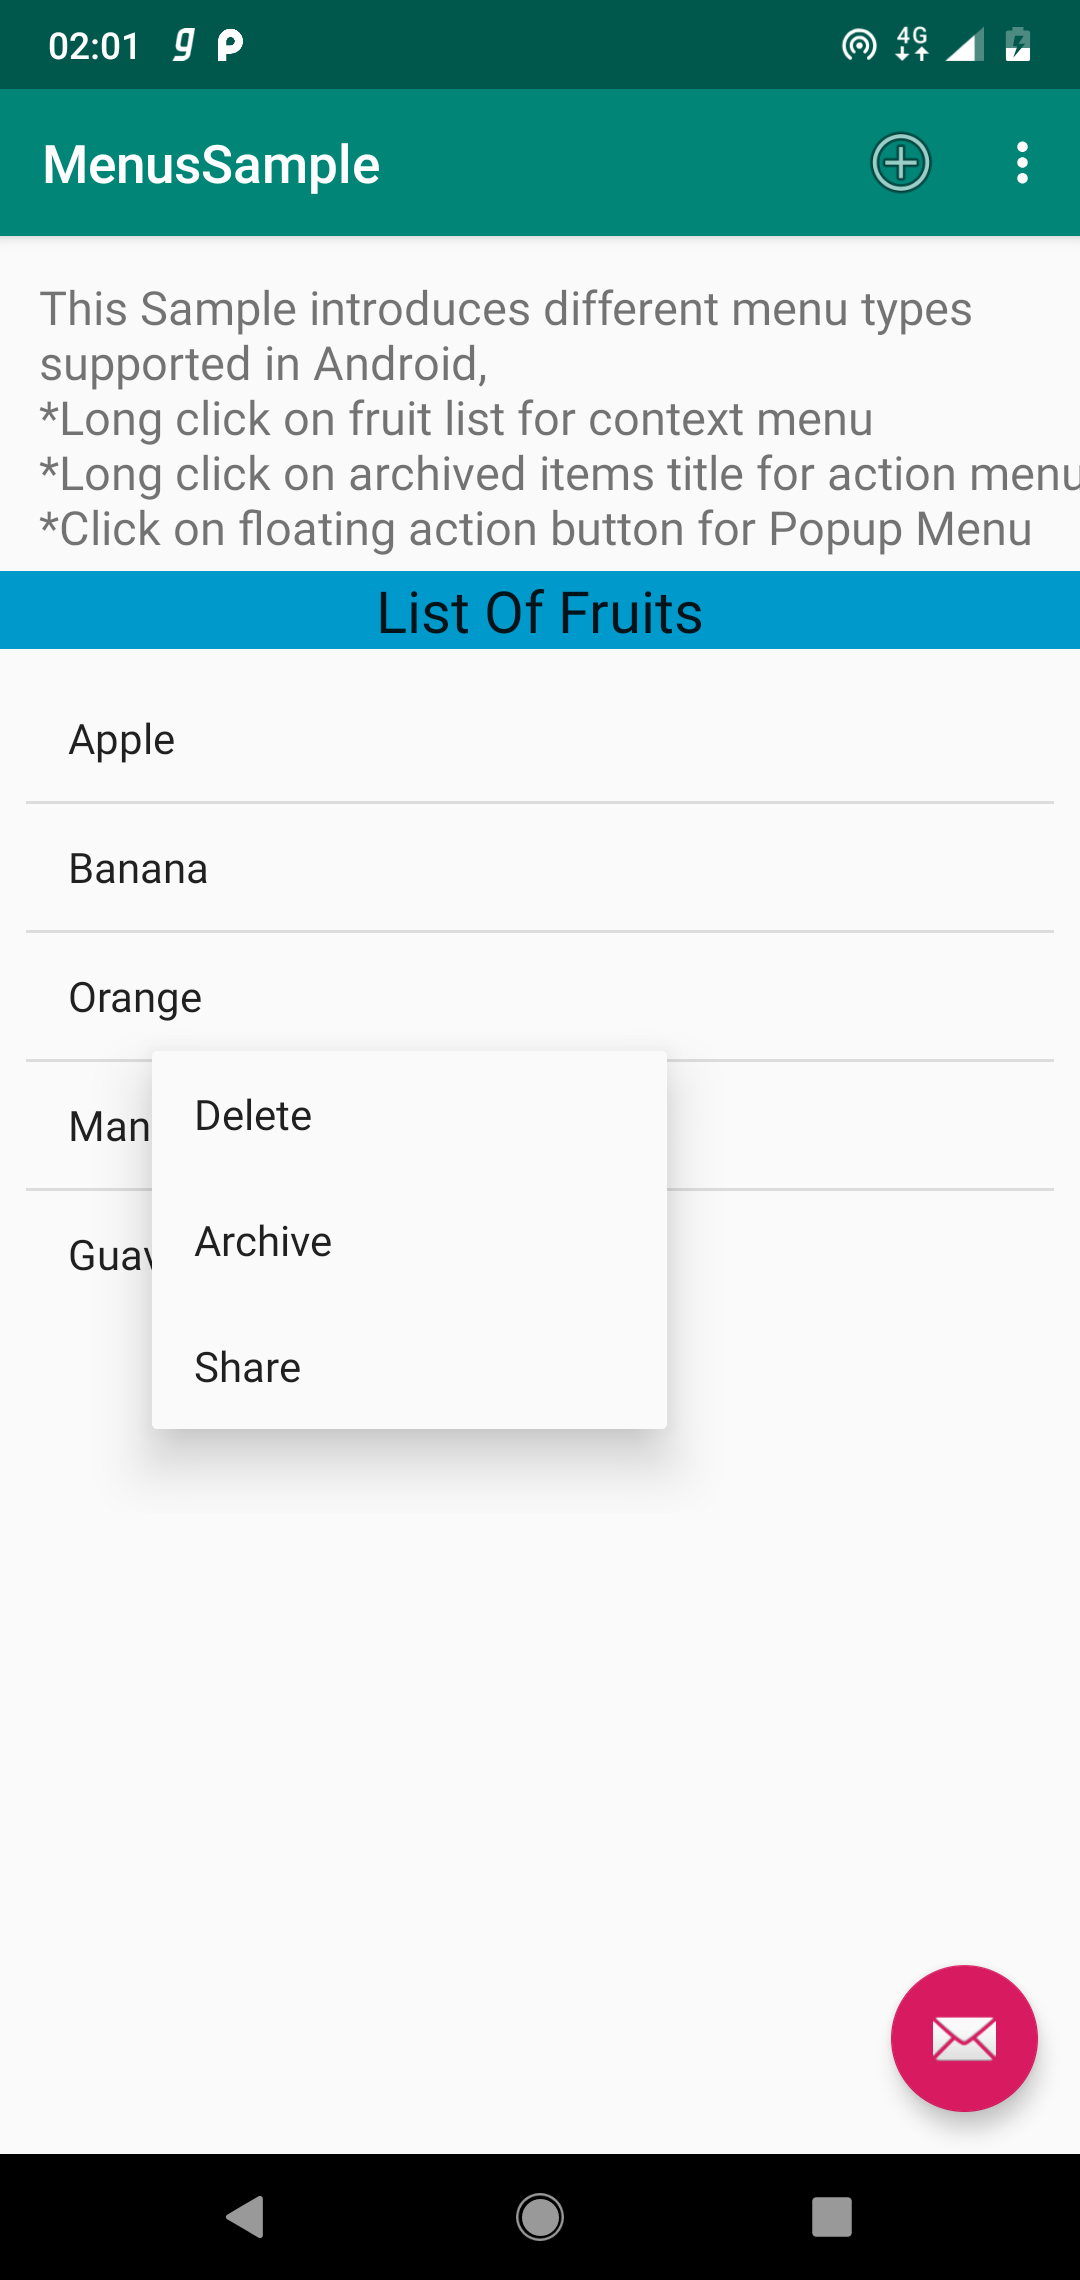 02:01
4G
MenusSample
This Sample introduces different menu types
supported in Android,
*Long click on fruit list for context menu
*Long click on archived items title for action menu
*Click on floating action button for Popup Menu
List Of Fruits
Apple
Banana
Orange
Delete
Archive
Share